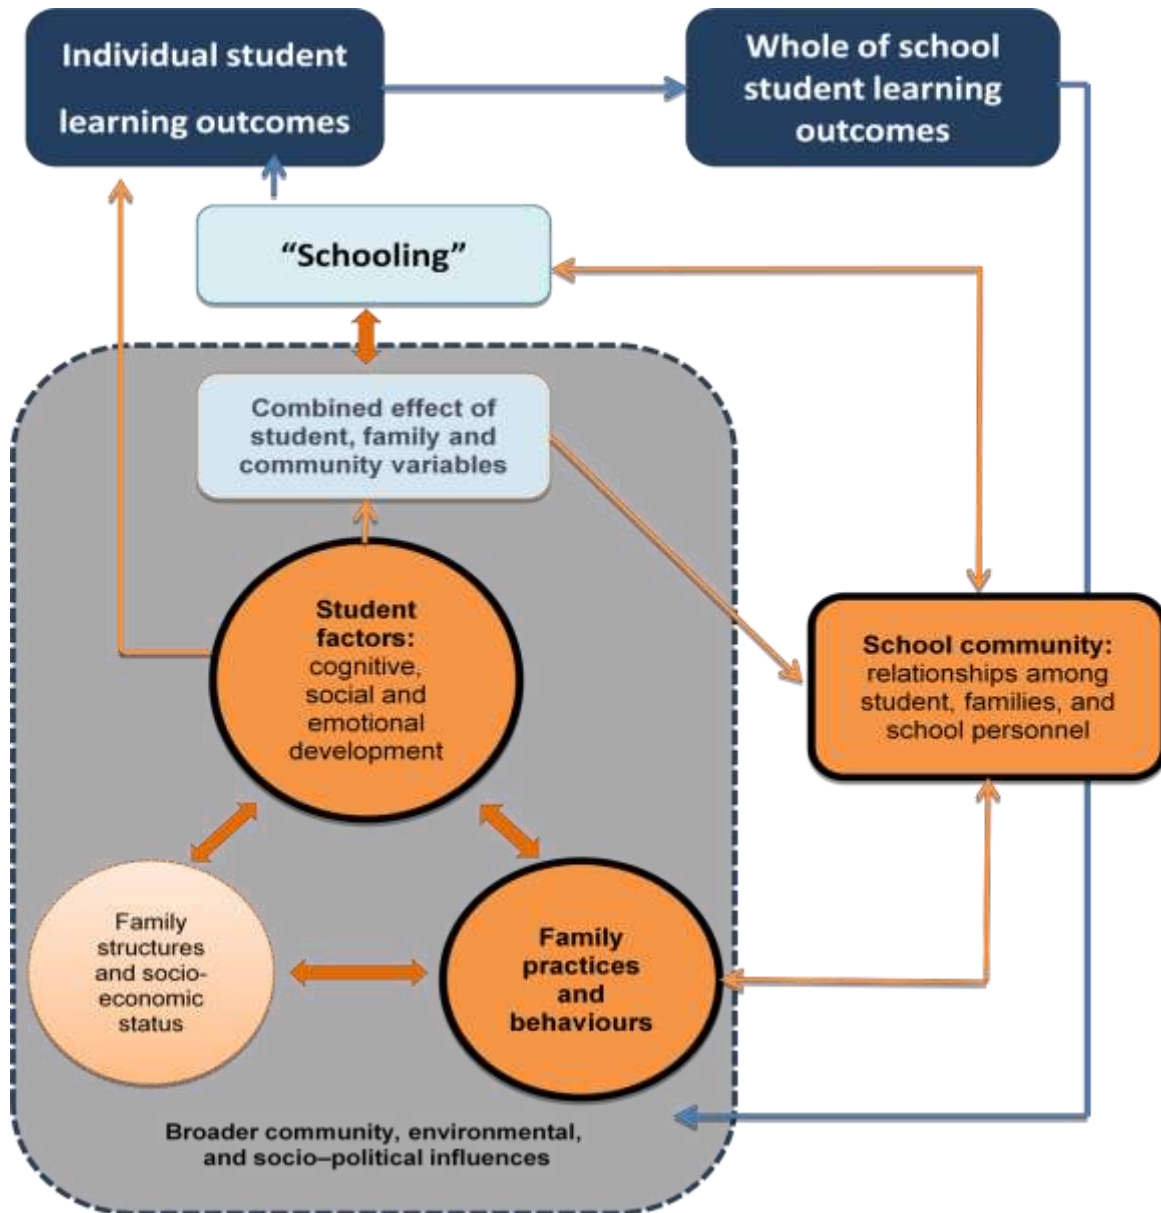 Individual student
learning outcomes
Whole of school
student learning
outcomes
“Schooling”
Combined effect of
student, family and
community variables
Student
factors:
cognitive,
social and
emotional
development
School community:
relationships among
student, families, and
school personnel
Family
structures
and socio-
economic
status
Family
practices
and
behaviours
Broader community, environmental,
and socio–political influences